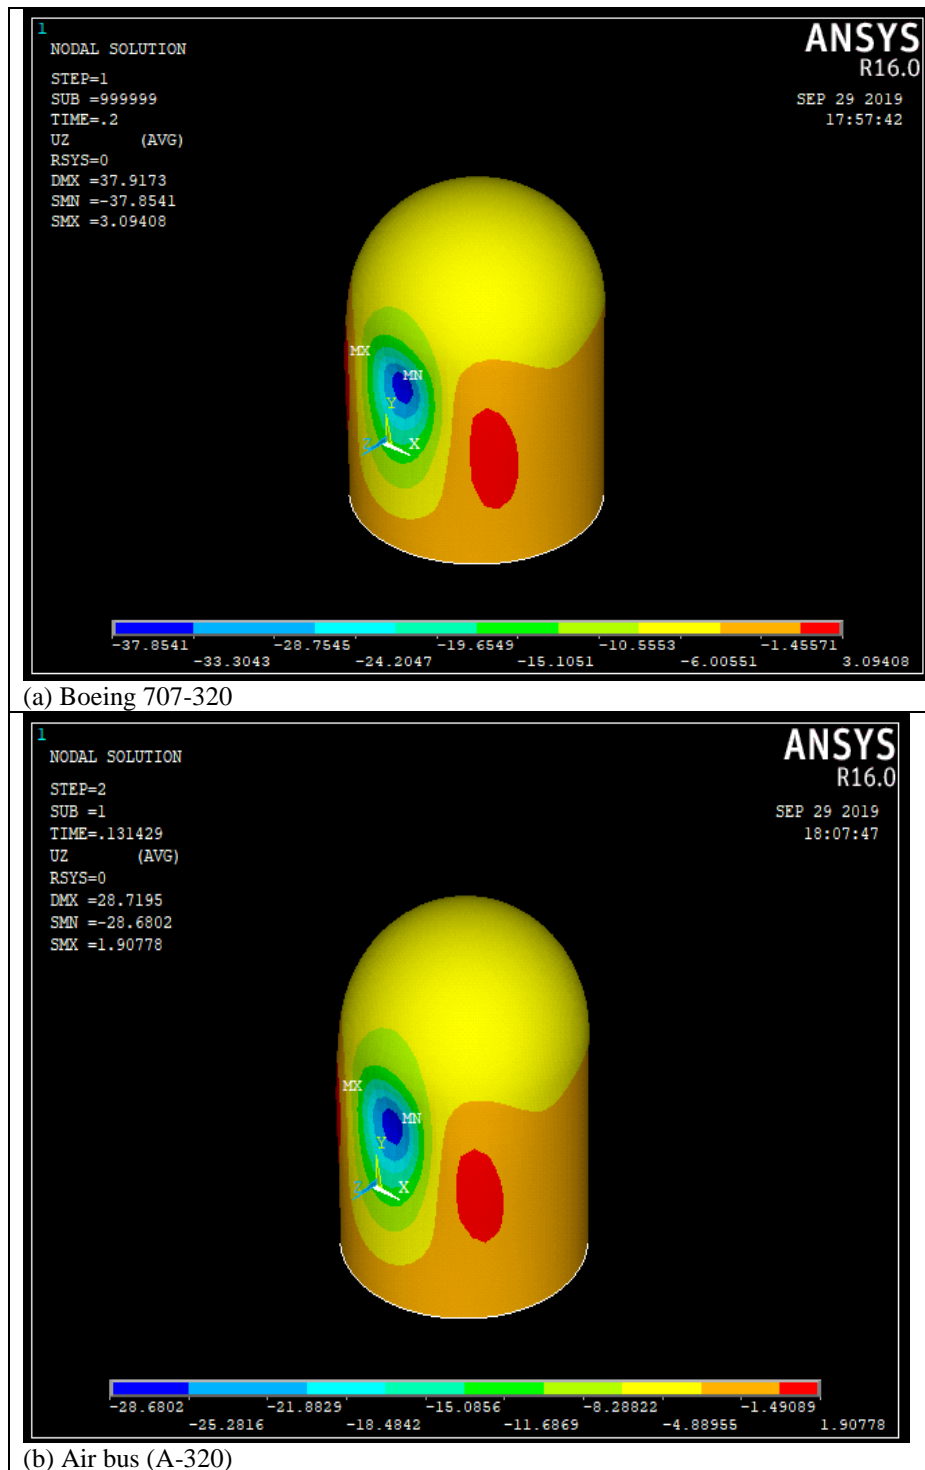 1
NODAL SOLUTION
STEP=1
SUB =999999
TIME=.2
UZ (AVG)
RSYS=0
DMX =37.9173
SMN =-37.8541
SMX =3.09408
ANSYS
R16.0
SEP 29 2019
17:57:42
MX
MN
Y
Z X
-37.8541 -28.7545 -19.6549 -10.5553 -1.45571
-33.3043 -24.2047 -15.1051 -6.00551 3.09408
(a) Boeing 707-320
1
NODAL SOLUTION
STEP=2
SUB =1
TIME=.131429
UZ (AVG)
RSYS=0
DMX =28.7195
SMN =-28.6802
SMX =1.90778
ANSYS
R16.0
SEP 29 2019
18:07:47
MX
MN
Y
Z X
-28.6802 -21.8829 -15.0856 -8.28822 -1.49089
-25.2816 -18.4842 -11.6869 -4.88955 1.90778
(b) Air bus (A-320)